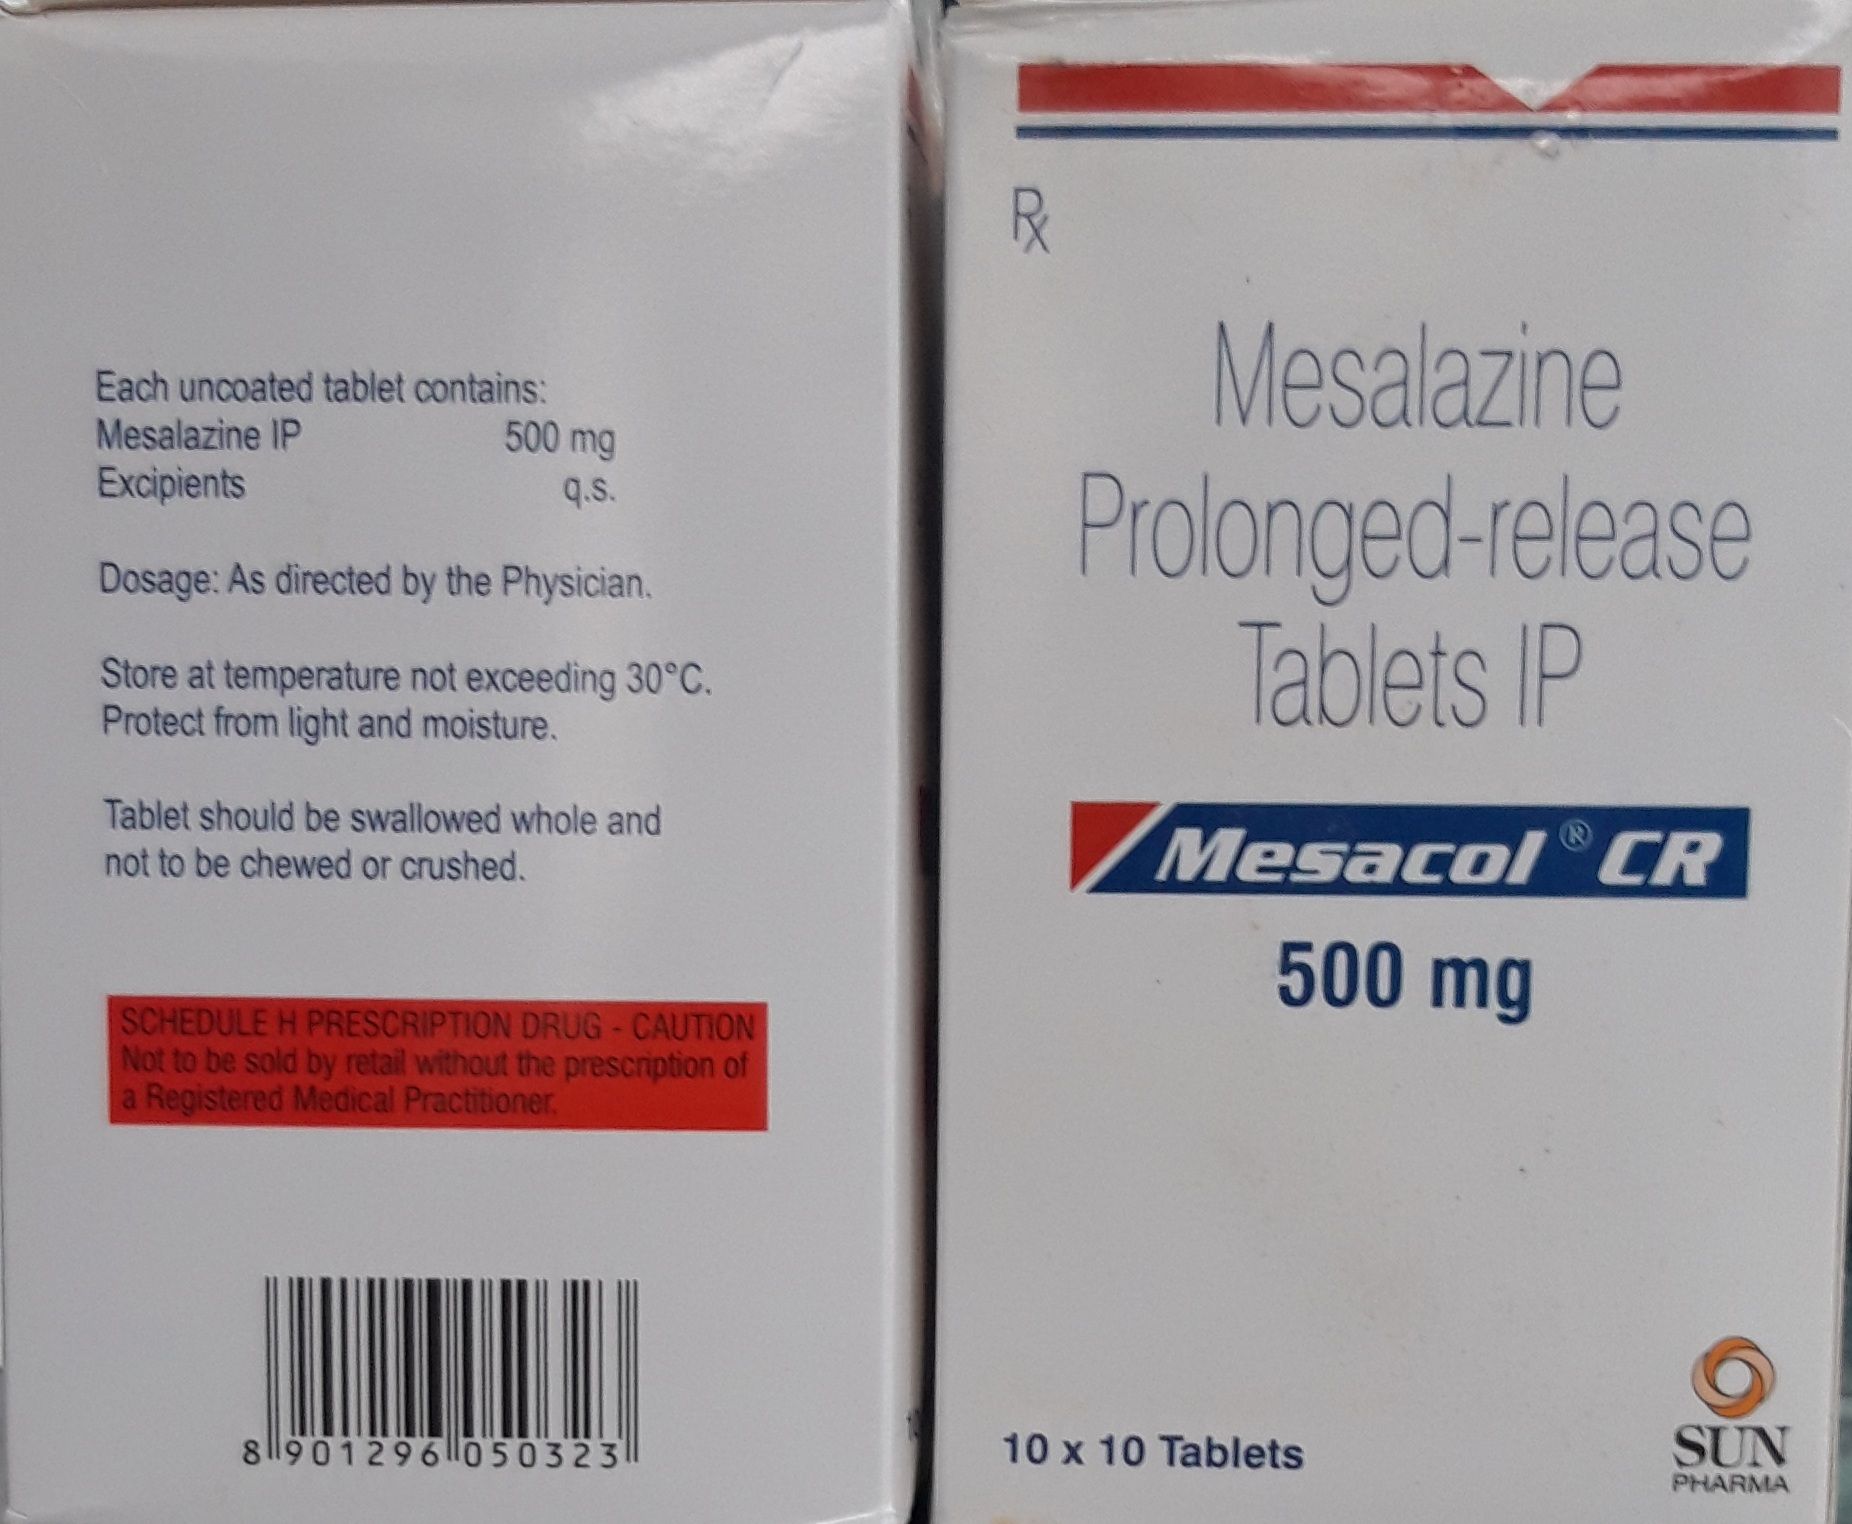 Each uncoated tablet contains:
Mesalazine IP 500 mg
Excipients q.s.
Dosage: As directed by the Physician.
Store at temperature not exceeding 30°C.
Protect from light and moisture.
Tablet should be swallowed whole and
not to be chewed or crushed.
SCHEDULE H PRESCRIPTION DRUG - CAUTION
Not to be sold by retail without the prescription of
a Registered Medical Practitioner.
8 901296 050323
Rx
Mesalazine
Prolonged-release
Tablets IP
Mesacol® CR
500 mg
10 x 10 Tablets
SUN
PHARMA